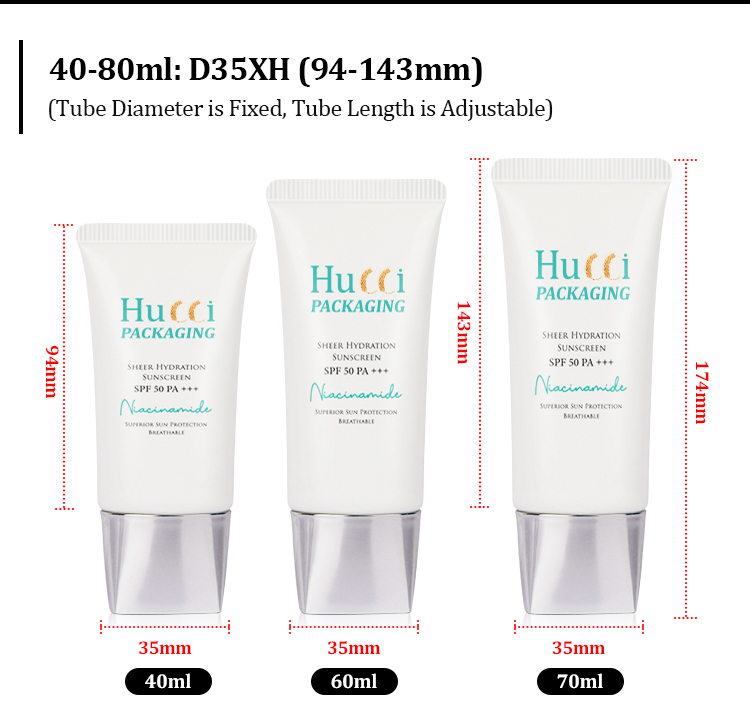 40-80ml: D35XH (94-143mm)
(Tube Diameter is Fixed, Tube Length is Adjustable)
94mm
Hucci
PACKAGING
SHEER HYDRATION
SUNSCREEN
SPF 50 PA +++
Niacinamide
SUPERIOR SUN PROTECTION
BREATHABLE
35mm
40ml
Hucci
PACKAGING
SHEER HYDRATION
SUNSCREEN
SPF 50 PA +++
Niacinamide
SUPERIOR SUN PROTECTION
BREATHABLE
35mm
60ml
143mm
Hucci
PACKAGING
SHEER HYDRATION
SUNSCREEN
SPF 50 PA +++
Niacinamide
SUPERIOR SUN PROTECTION
BREATHABLE
174mm
35mm
70ml